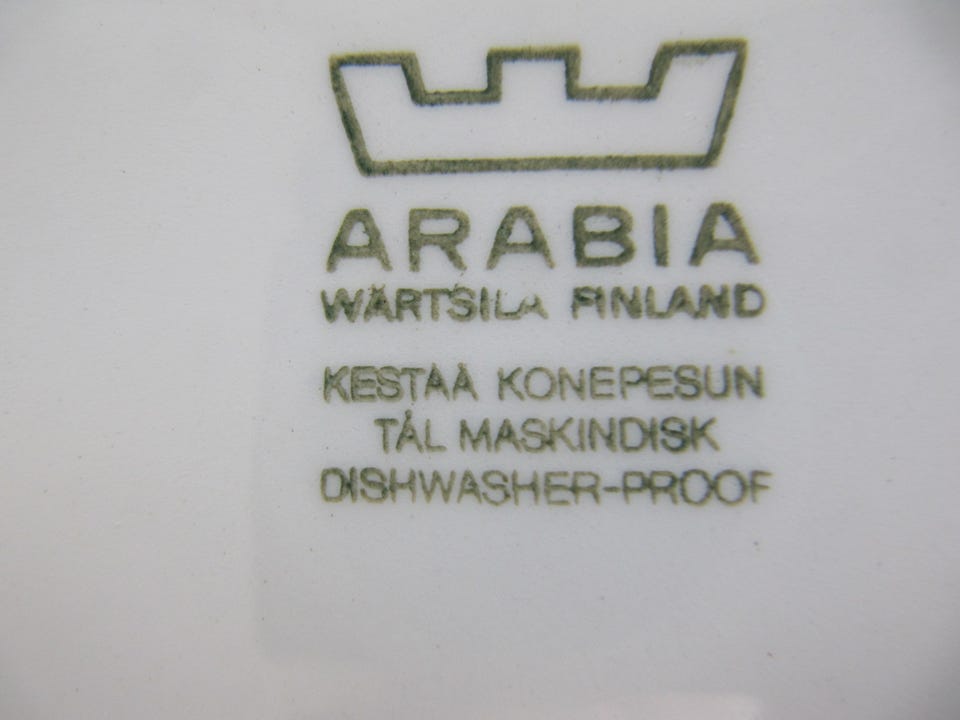 ARABIA
WÄRTSILÄ FINLAND
KESTÄÄ KONEPESUN
TÅL MASKINDISK
DISHWASHER-PROOF